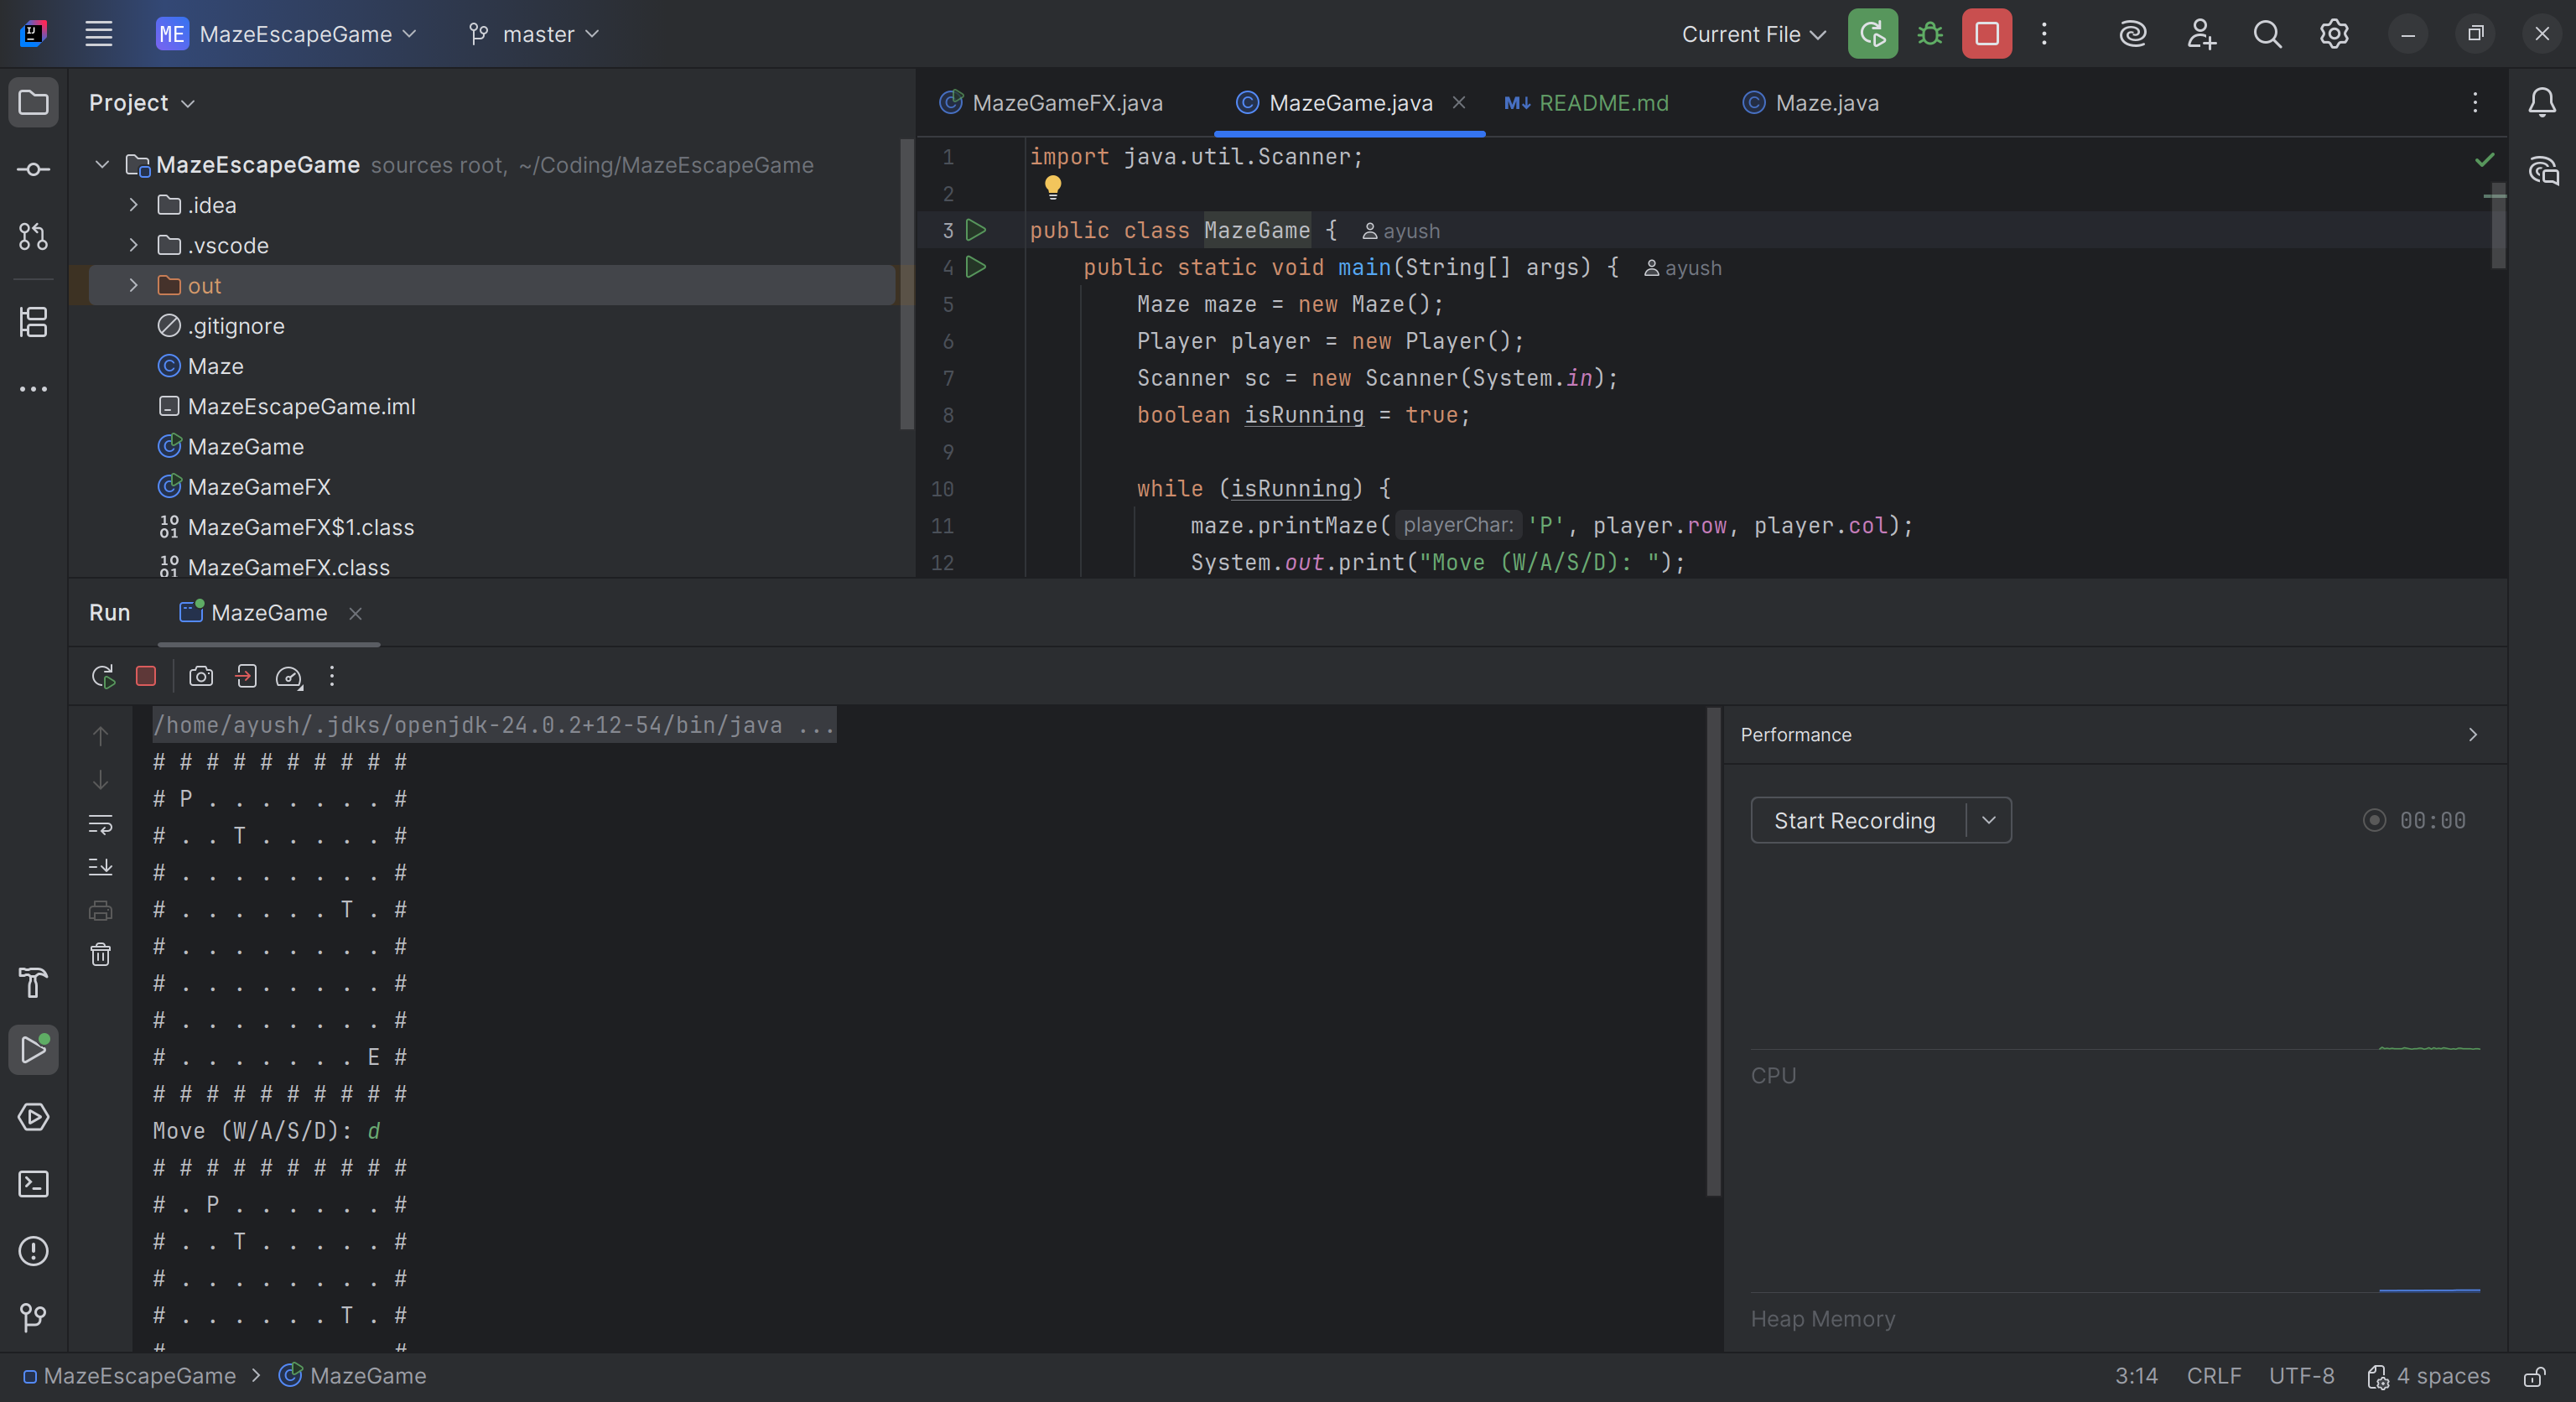 ME MazeEscapeGame master Current File
Project
MazeEscapeGame sources root, ~/Coding/MazeEscapeGame
.idea
.vscode
out
.gitignore
Maze
MazeEscapeGame.iml
MazeGame
MazeGameFX
MazeGameFX$1.class
MazeGameFX.class
MazeGameFX.java MazeGame.java README.md Maze.java
1 import java.util.Scanner;
2
3 public class MazeGame { ayush
4 public static void main(String[] args) { ayush
5 Maze maze = new Maze();
6 Player player = new Player();
7 Scanner sc = new Scanner(System.in);
8 boolean isRunning = true;
9
10 while (isRunning) {
11 maze.printMaze( playerChar: 'P', player.row, player.col);
12 System.out.print("Move (W/A/S/D): ");
Run MazeGame
/home/ayush/.jdks/openjdk-24.0.2+12-54/bin/java ...
# # # # # # # # # #
# P . . . . . . . #
# . . T . . . . . #
# . . . . . . . . #
# . . . . . . T . #
# . . . . . . . . #
# . . . . . . . . #
# . . . . . . . . #
# . . . . . . . E #
# # # # # # # # # #
Move (W/A/S/D): d
# # # # # # # # # #
# . P . . . . . . #
# . . T . . . . . #
# . . . . . . . . #
# . . . . . . T . #
Performance
Start Recording 00:00
CPU
Heap Memory
MazeEscapeGame > MazeGame
3:14 CRLF UTF-8 4 spaces